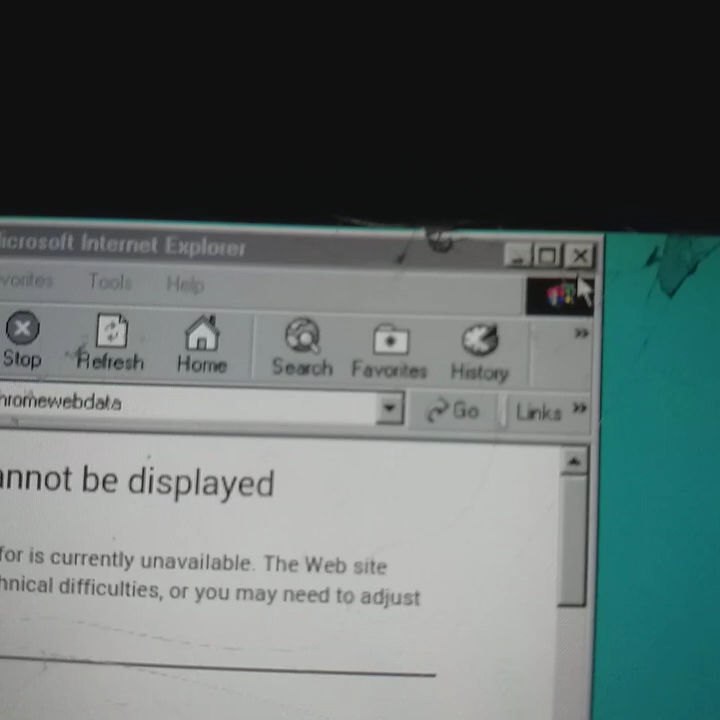 icrosoft Internet Explorer
vorites Tools Help
Stop Refresh Home Search Favorites History »
hromewebdata Go Links »
annot be displayed
for is currently unavailable. The Web site
hnical difficulties, or you may need to adjust